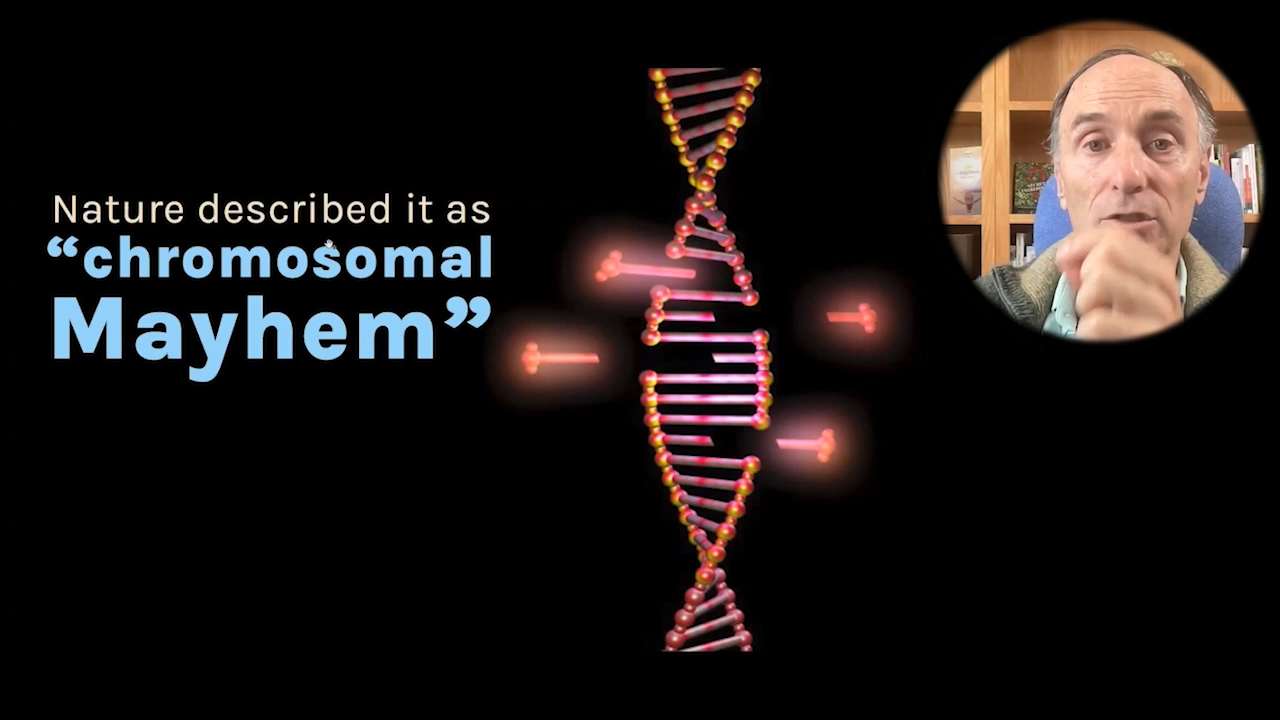 Nature described it as
“chromosomal
Mayhem”